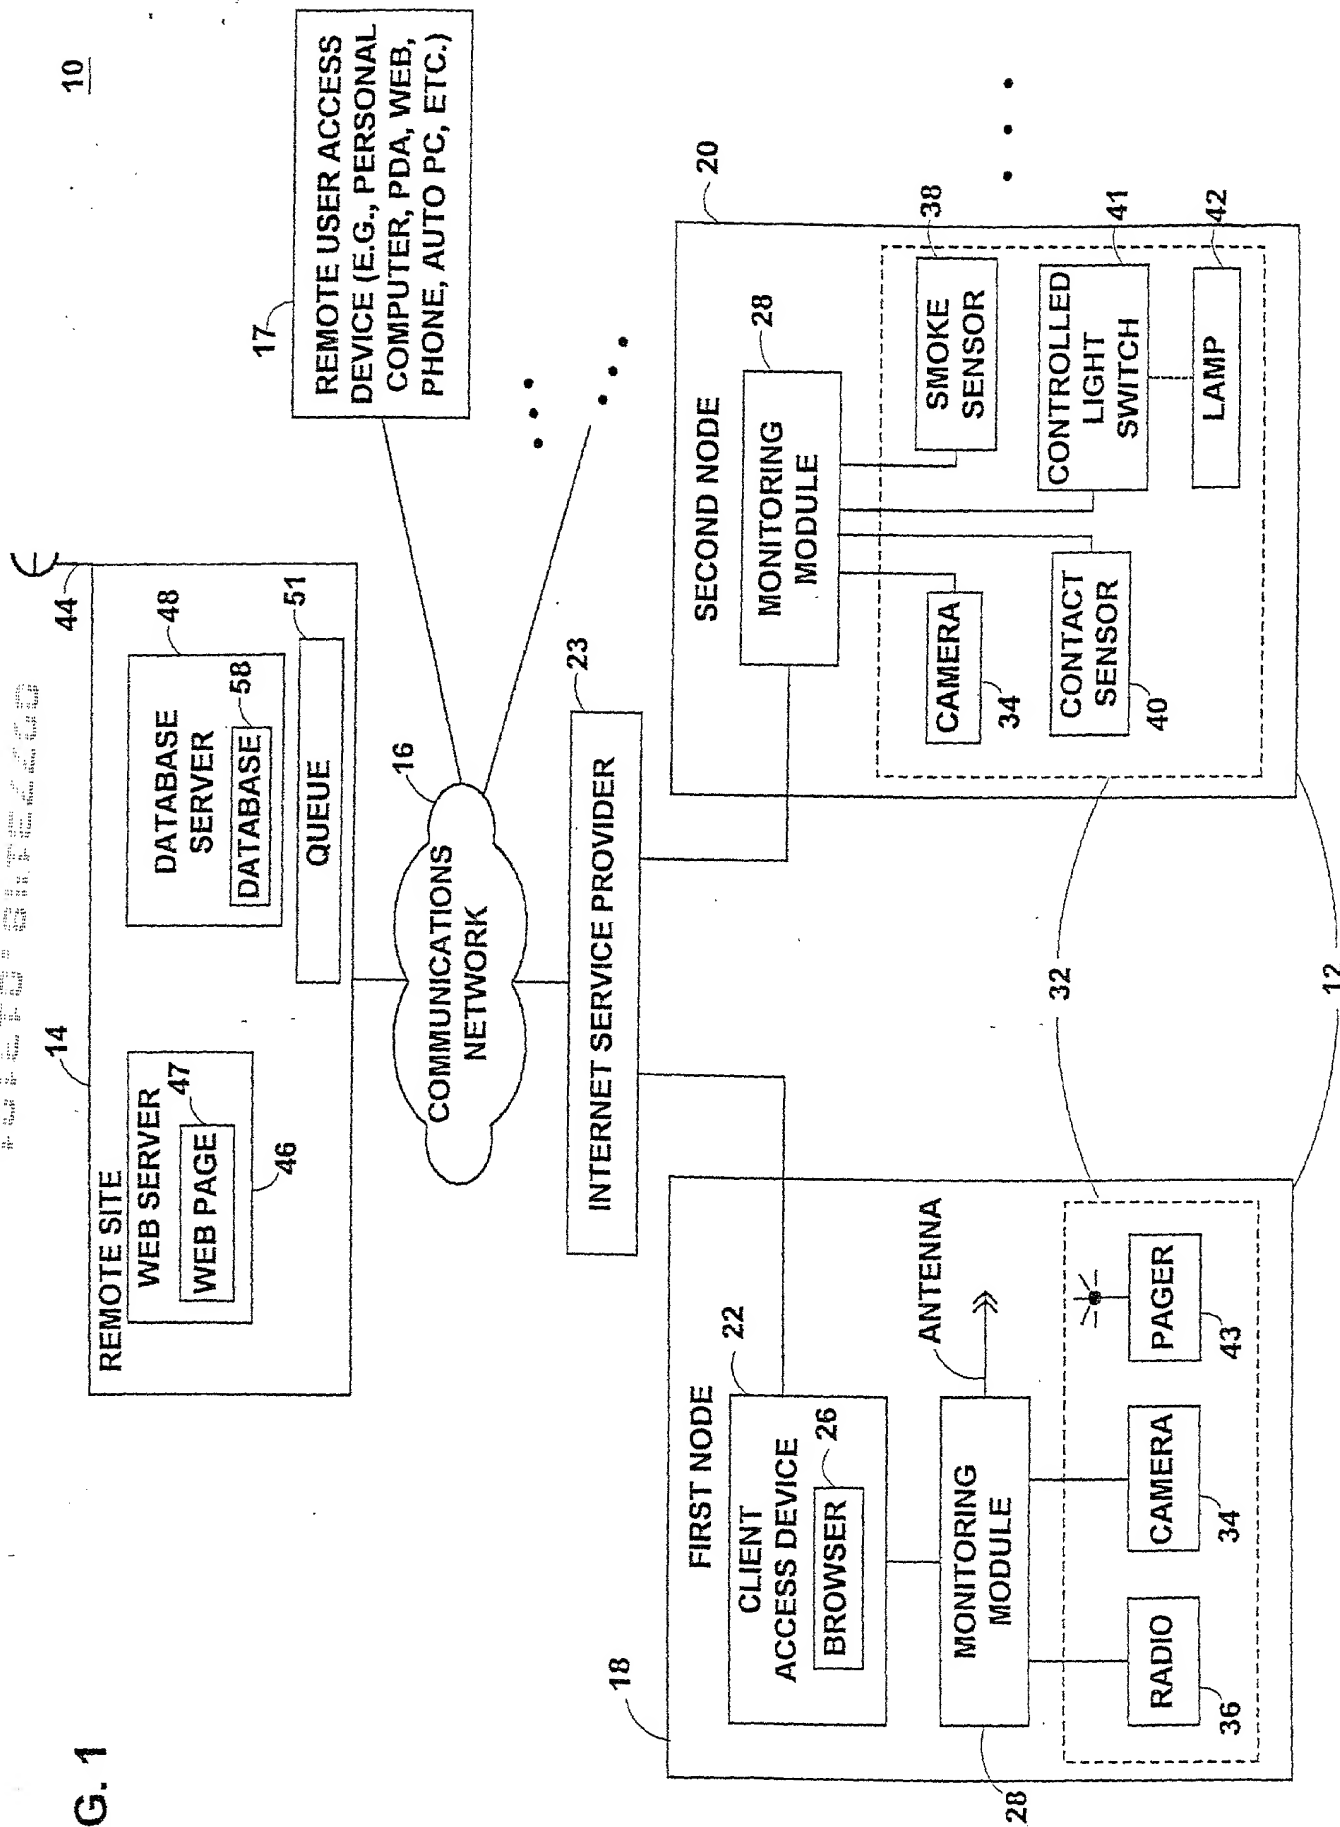 G. 1
10
14
REMOTE SITE
WEB SERVER
47
WEB PAGE
46
44
48
DATABASE
SERVER
58
DATABASE
51
QUEUE
17
REMOTE USER ACCESS
DEVICE (E.G., PERSONAL
COMPUTER, PDA, WEB,
PHONE, AUTO PC, ETC.)
16
COMMUNICATIONS
NETWORK
23
INTERNET SERVICE PROVIDER
18
FIRST NODE
22
CLIENT
ACCESS DEVICE
26
BROWSER
ANTENNA
MONITORING
MODULE
28
RADIO
36
CAMERA
34
PAGER
43
32
12
20
SECOND NODE
28
MONITORING
MODULE
CAMERA
34
SMOKE
SENSOR
38
CONTACT
SENSOR
40
CONTROLLED
LIGHT
SWITCH
41
LAMP
42